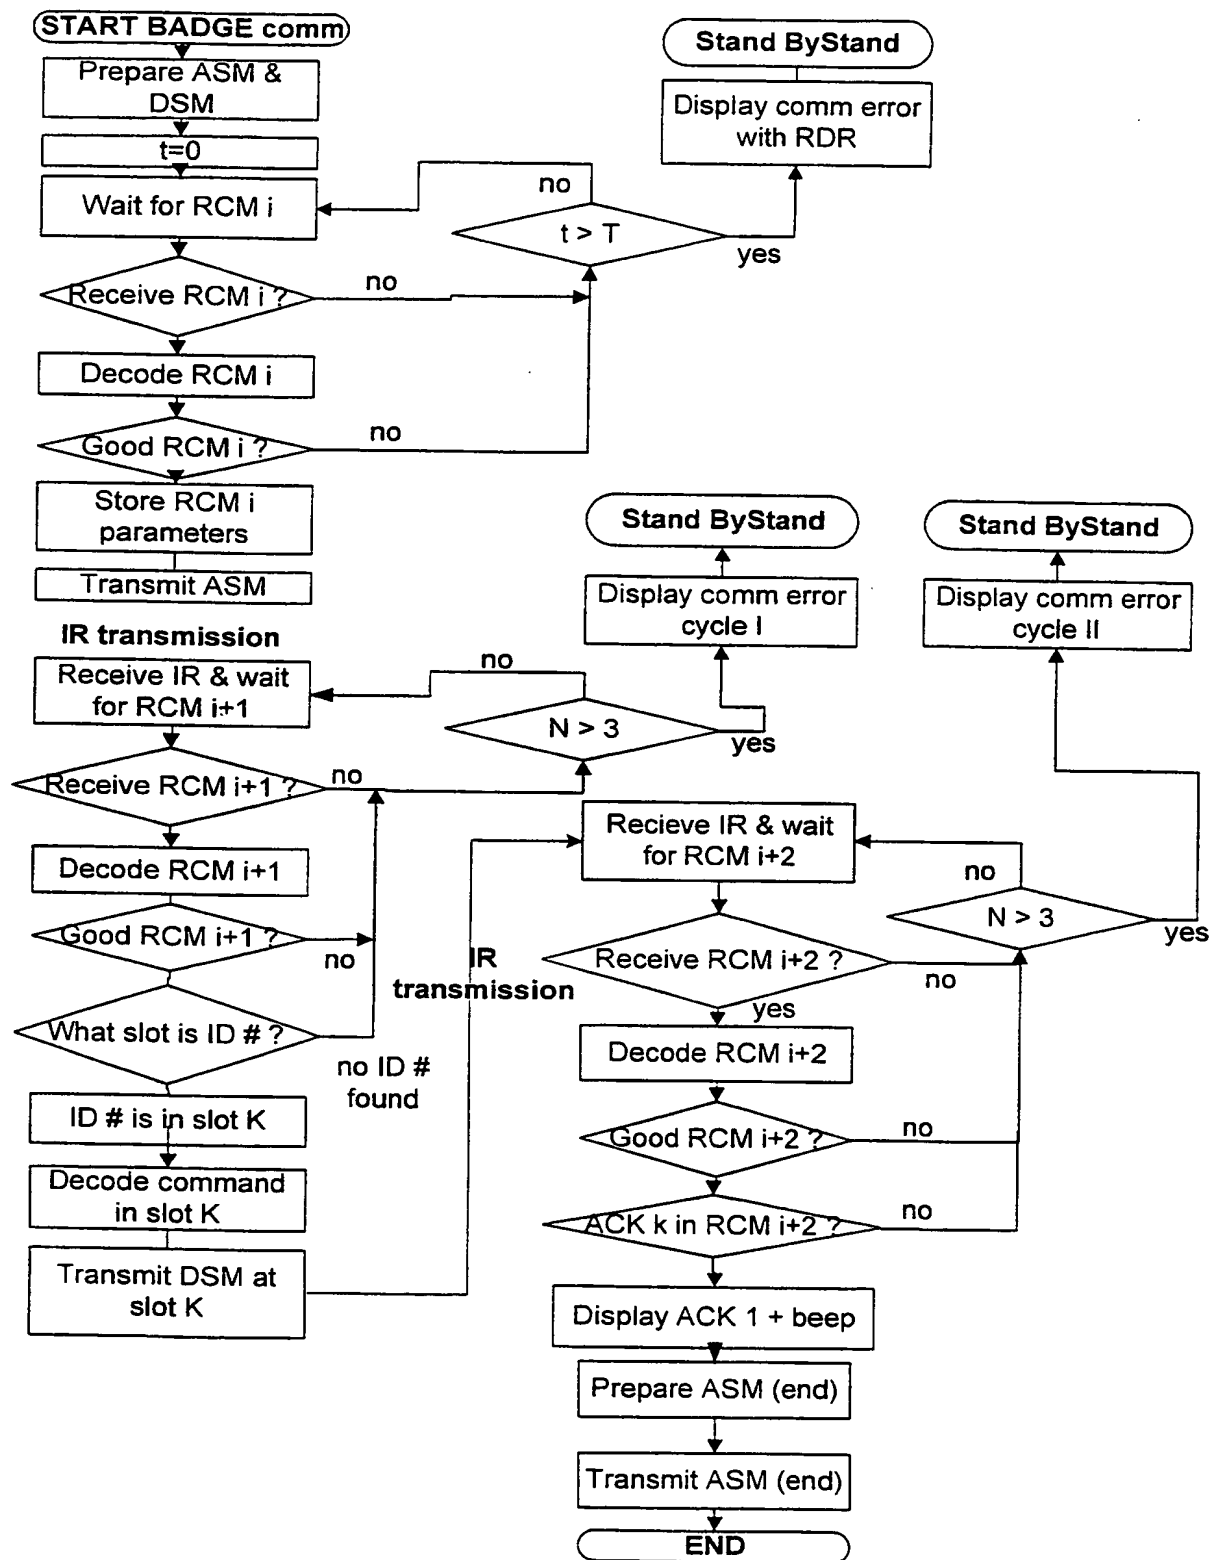 START BADGE comm
Prepare ASM &
DSM
t=0
Wait for RCM i
Receive RCM i ?
no
Decode RCM i
Good RCM i ?
no
Store RCM i
parameters
Transmit ASM
no
t > T
yes
Stand ByStand
Display comm error
with RDR
IR transmission
Receive IR & wait
for RCM i+1
Receive RCM i+1 ?
no
Decode RCM i+1
Good RCM i+1 ?
no
What slot is ID # ?
no ID #
found
ID # is in slot K
Decode command
in slot K
Transmit DSM at
slot K
no
N > 3
yes
Stand ByStand
Display comm error
cycle I
Stand ByStand
Display comm error
cycle II
IR
transmission
Recieve IR & wait
for RCM i+2
no
N > 3
yes
Receive RCM i+2 ?
no
yes
Decode RCM i+2
Good RCM i+2 ?
no
ACK k in RCM i+2 ?
no
Display ACK 1 + beep
Prepare ASM (end)
Transmit ASM (end)
END